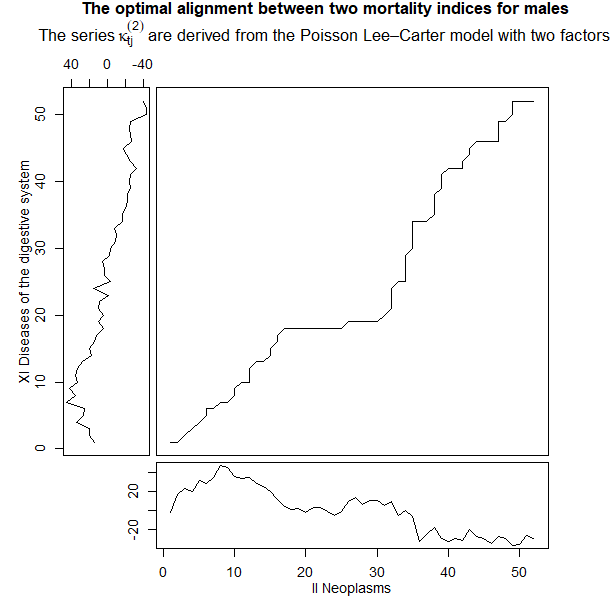 The optimal alignment between two mortality indices for males
The series κtj(2) are derived from the Poisson Lee–Carter model with two factors
40 0 -40
XI Diseases of the digestive system
50
40
30
20
10
0
20
-20
0 10 20 30 40 50
II Neoplasms